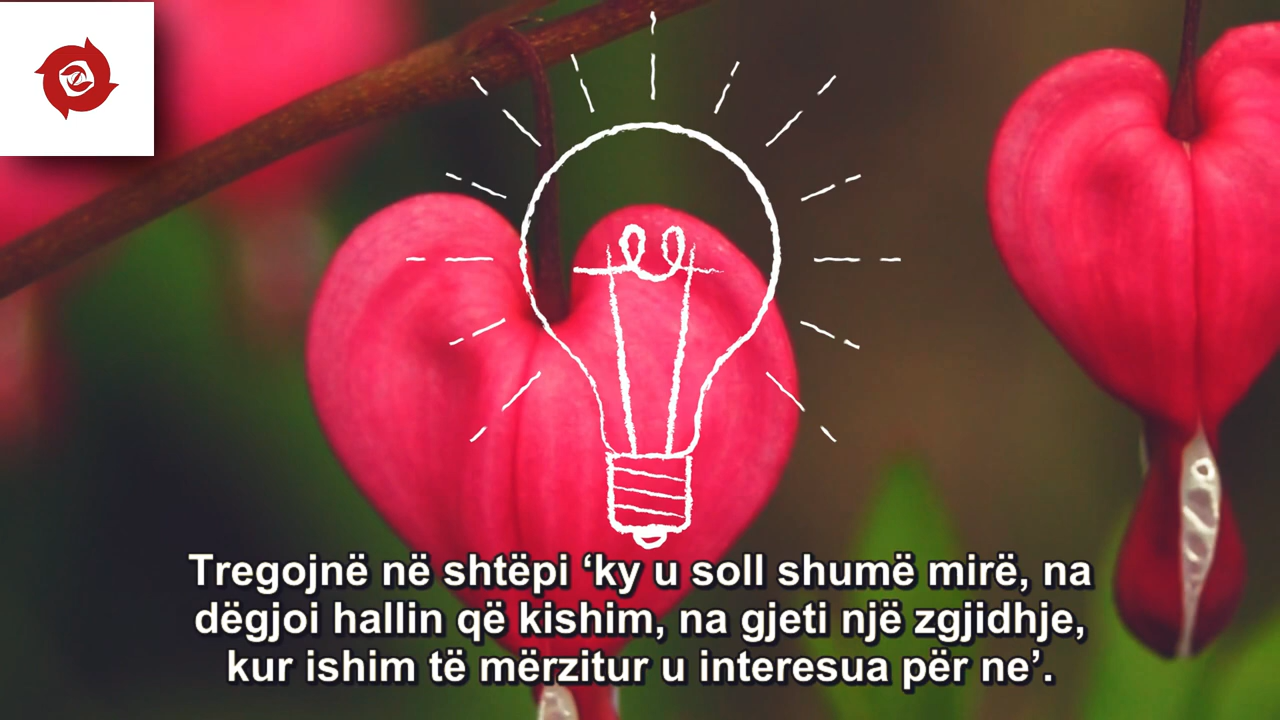 Tregojnë në shtëpi ‘ky u soll shumë mirë, na
dëgjoi hallin që kishim, na gjeti një zgjidhje,
kur ishim të mërzitur u interesua për ne’.